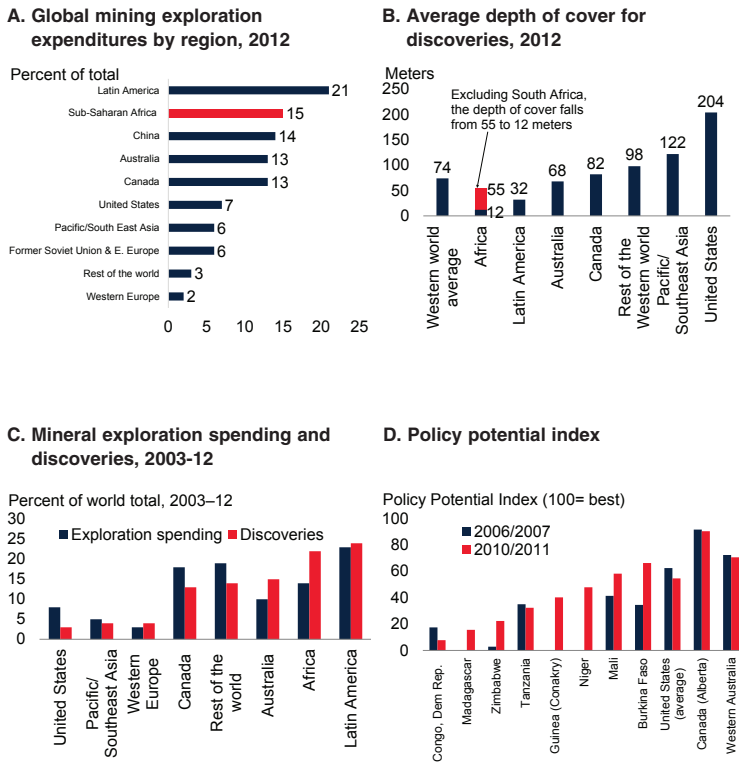 A. Global mining exploration
expenditures by region, 2012
Percent of total
Latin America 21
Sub-Saharan Africa 15
China 14
Australia 13
Canada 13
United States 7
Pacific/South East Asia 6
Former Soviet Union & E. Europe 6
Rest of the world 3
Western Europe 2
0 5 10 15 20 25
B. Average depth of cover for
discoveries, 2012
Meters
250
200
150
100
50
0
Excluding South Africa,
the depth of cover falls
from 55 to 12 meters
74 55 12 32 68 82 98 122 204
Western world
average
Africa
Latin America
Australia
Canada
Rest of the
Western world
Pacific/
Southeast Asia
United States
C. Mineral exploration spending and
discoveries, 2003-12
Percent of world total, 2003–12
30
25
20
15
10
5
0
Exploration spending Discoveries
United States
Pacific/
Southeast Asia
Western
Europe
Canada
Rest of the
world
Australia
Africa
Latin America
D. Policy potential index
Policy Potential Index (100= best)
100
80
60
40
20
0
2006/2007
2010/2011
Congo, Dem Rep.
Madagascar
Zimbabwe
Tanzania
Guinea (Conakry)
Niger
Mali
Burkina Faso
United States
(average)
Canada (Alberta)
Western Australia